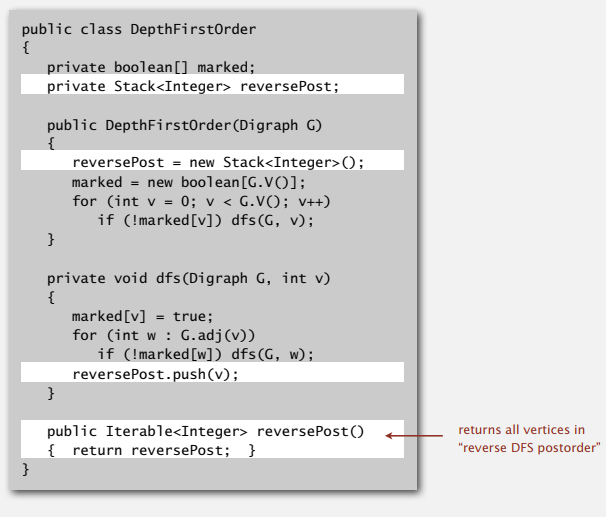 public class DepthFirstOrder
{
private boolean[] marked;
private Stack<Integer> reversePost;
public DepthFirstOrder(Digraph G)
{
reversePost = new Stack<Integer>();
marked = new boolean[G.V()];
for (int v = 0; v < G.V(); v++)
if (!marked[v]) dfs(G, v);
}
private void dfs(Digraph G, int v)
{
marked[v] = true;
for (int w : G.adj(v))
if (!marked[w]) dfs(G, w);
reversePost.push(v);
}
public Iterable<Integer> reversePost()
{  return reversePost;  }
}
returns all vertices in
“reverse DFS postorder”